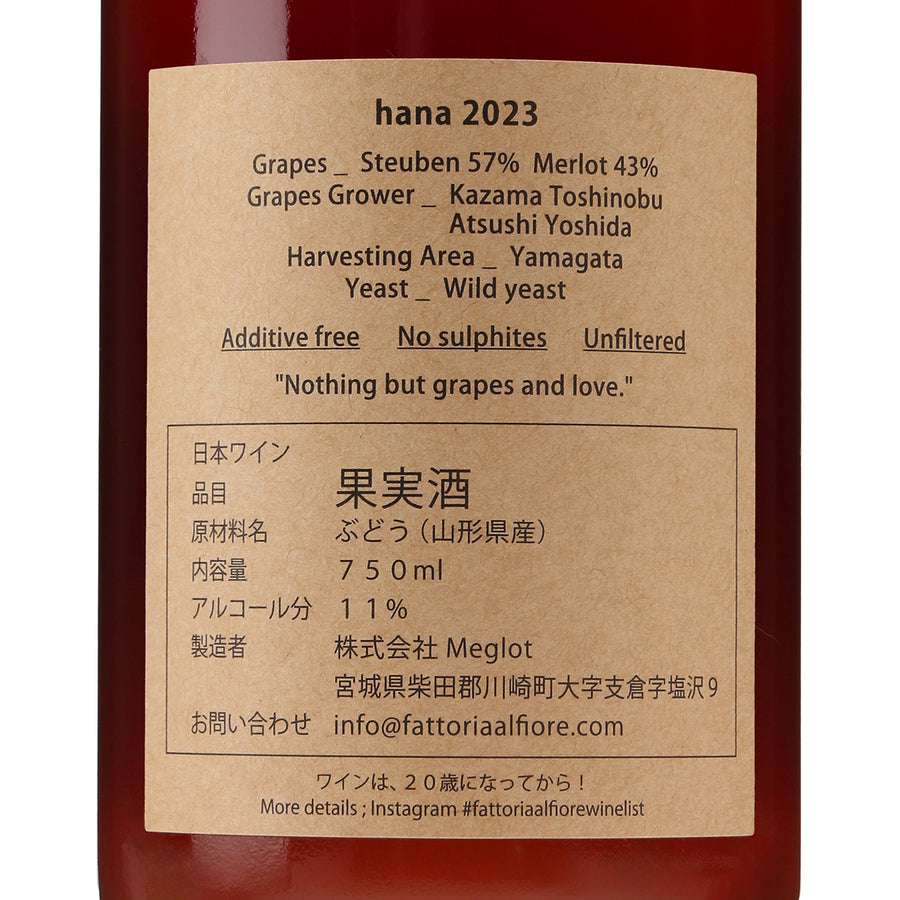 hana 2023
Grapes _ Steuben 57% Merlot 43%
Grapes Grower _ Kazama Toshinobu
Atsushi Yoshida
Harvesting Area _ Yamagata
Yeast _ Wild yeast
Additive free No sulphites Unfiltered
"Nothing but grapes and love."
日本ワイン
品目 果実酒
原材料名 ぶどう（山形県産）
内容量 ７５０ml
アルコール分 １１%
製造者 株式会社 Meglot
宮城県柴田郡川崎町大字支倉字塩沢9
お問い合わせ info@fattoriaalfiore.com
ワインは、２０歳になってから！
More details ; Instagram #fattoriaalfiorewinelist